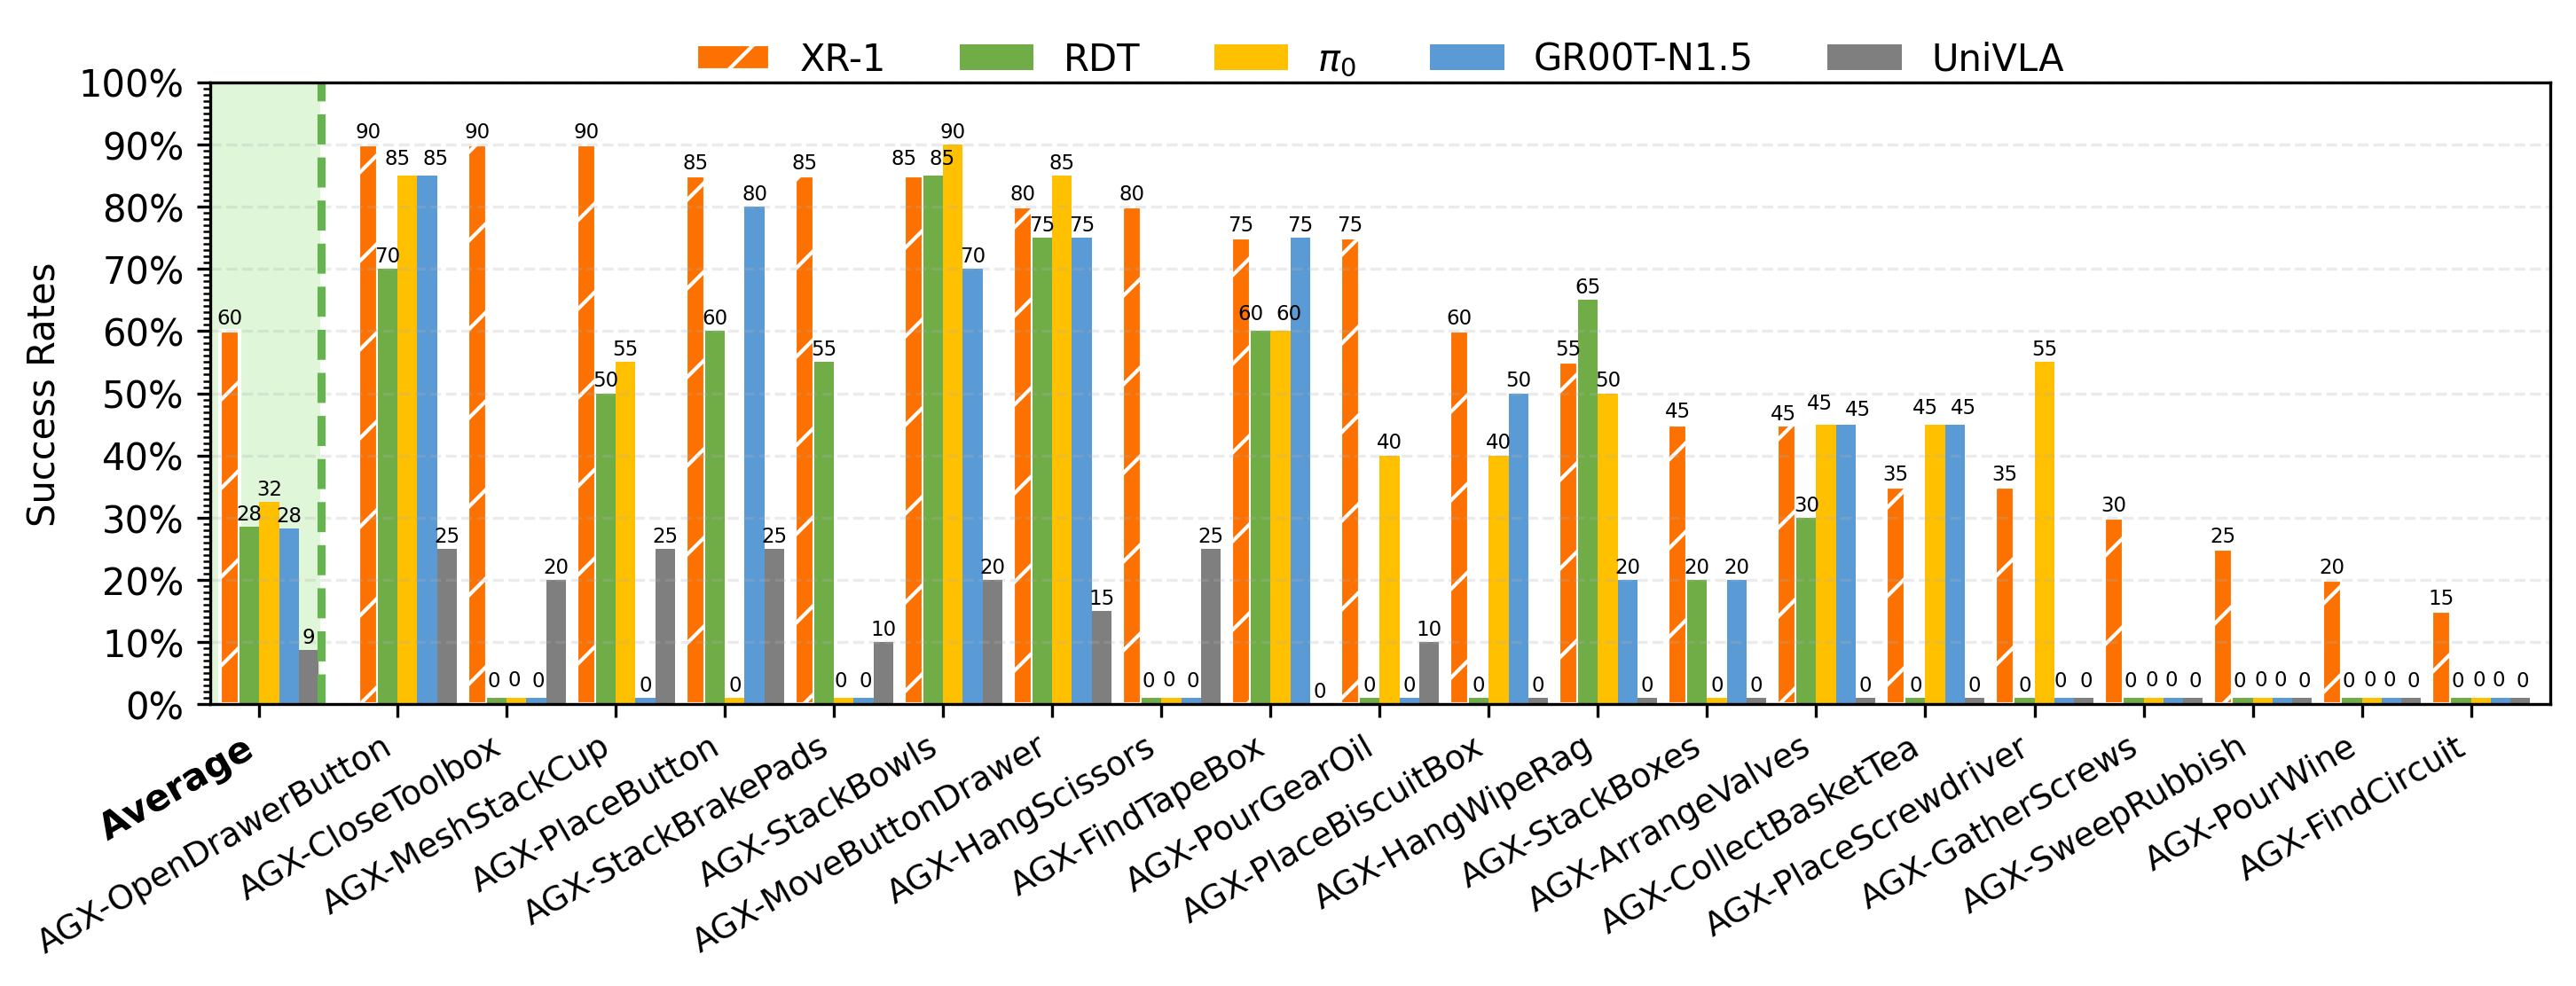 XR-1 RDT π0 GR00T-N1.5 UniVLA
Success Rates
100%
90%
80%
70%
60%
50%
40%
30%
20%
10%
0%
60 28 32 28 9
90 70 85 85 25
90 0 0 0 20
90 50 55 0 25
85 60 0 80 25
85 55 0 0 10
85 85 90 70 20
80 75 85 75 15
80 0 0 0 25
75 60 60 75 0
75 0 40 0 10
60 0 40 50 0
55 65 50 20 0
45 20 0 20 0
45 30 45 45 0
35 0 45 45 0
35 0 55 0 0
30 0 0 0 0
25 0 0 0 0
20 0 0 0 0
15 0 0 0 0
Average
AGX-OpenDrawerButton
AGX-CloseToolbox
AGX-MeshStackCup
AGX-PlaceButton
AGX-StackBrakePads
AGX-StackBowls
AGX-MoveButtonDrawer
AGX-HangScissors
AGX-FindTapeBox
AGX-PourGearOil
AGX-PlaceBiscuitBox
AGX-HangWipeRag
AGX-StackBoxes
AGX-ArrangeValves
AGX-CollectBasketTea
AGX-PlaceScrewdriver
AGX-GatherScrews
AGX-SweepRubbish
AGX-PourWine
AGX-FindCircuit